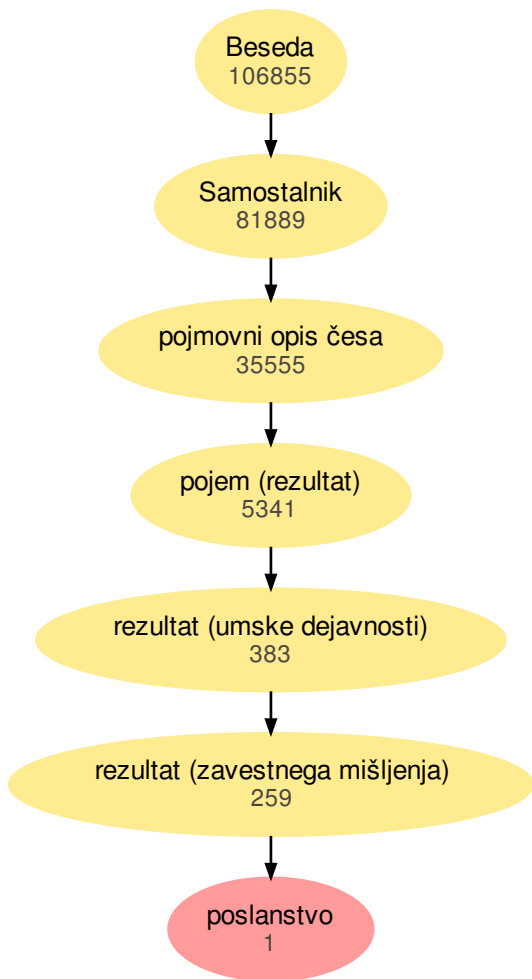 Beseda
106855
Samostalnik
81889
pojmovni opis česa
35555
pojem (rezultat)
5341
rezultat (umske dejavnosti)
383
rezultat (zavestnega mišljenja)
259
poslanstvo
1